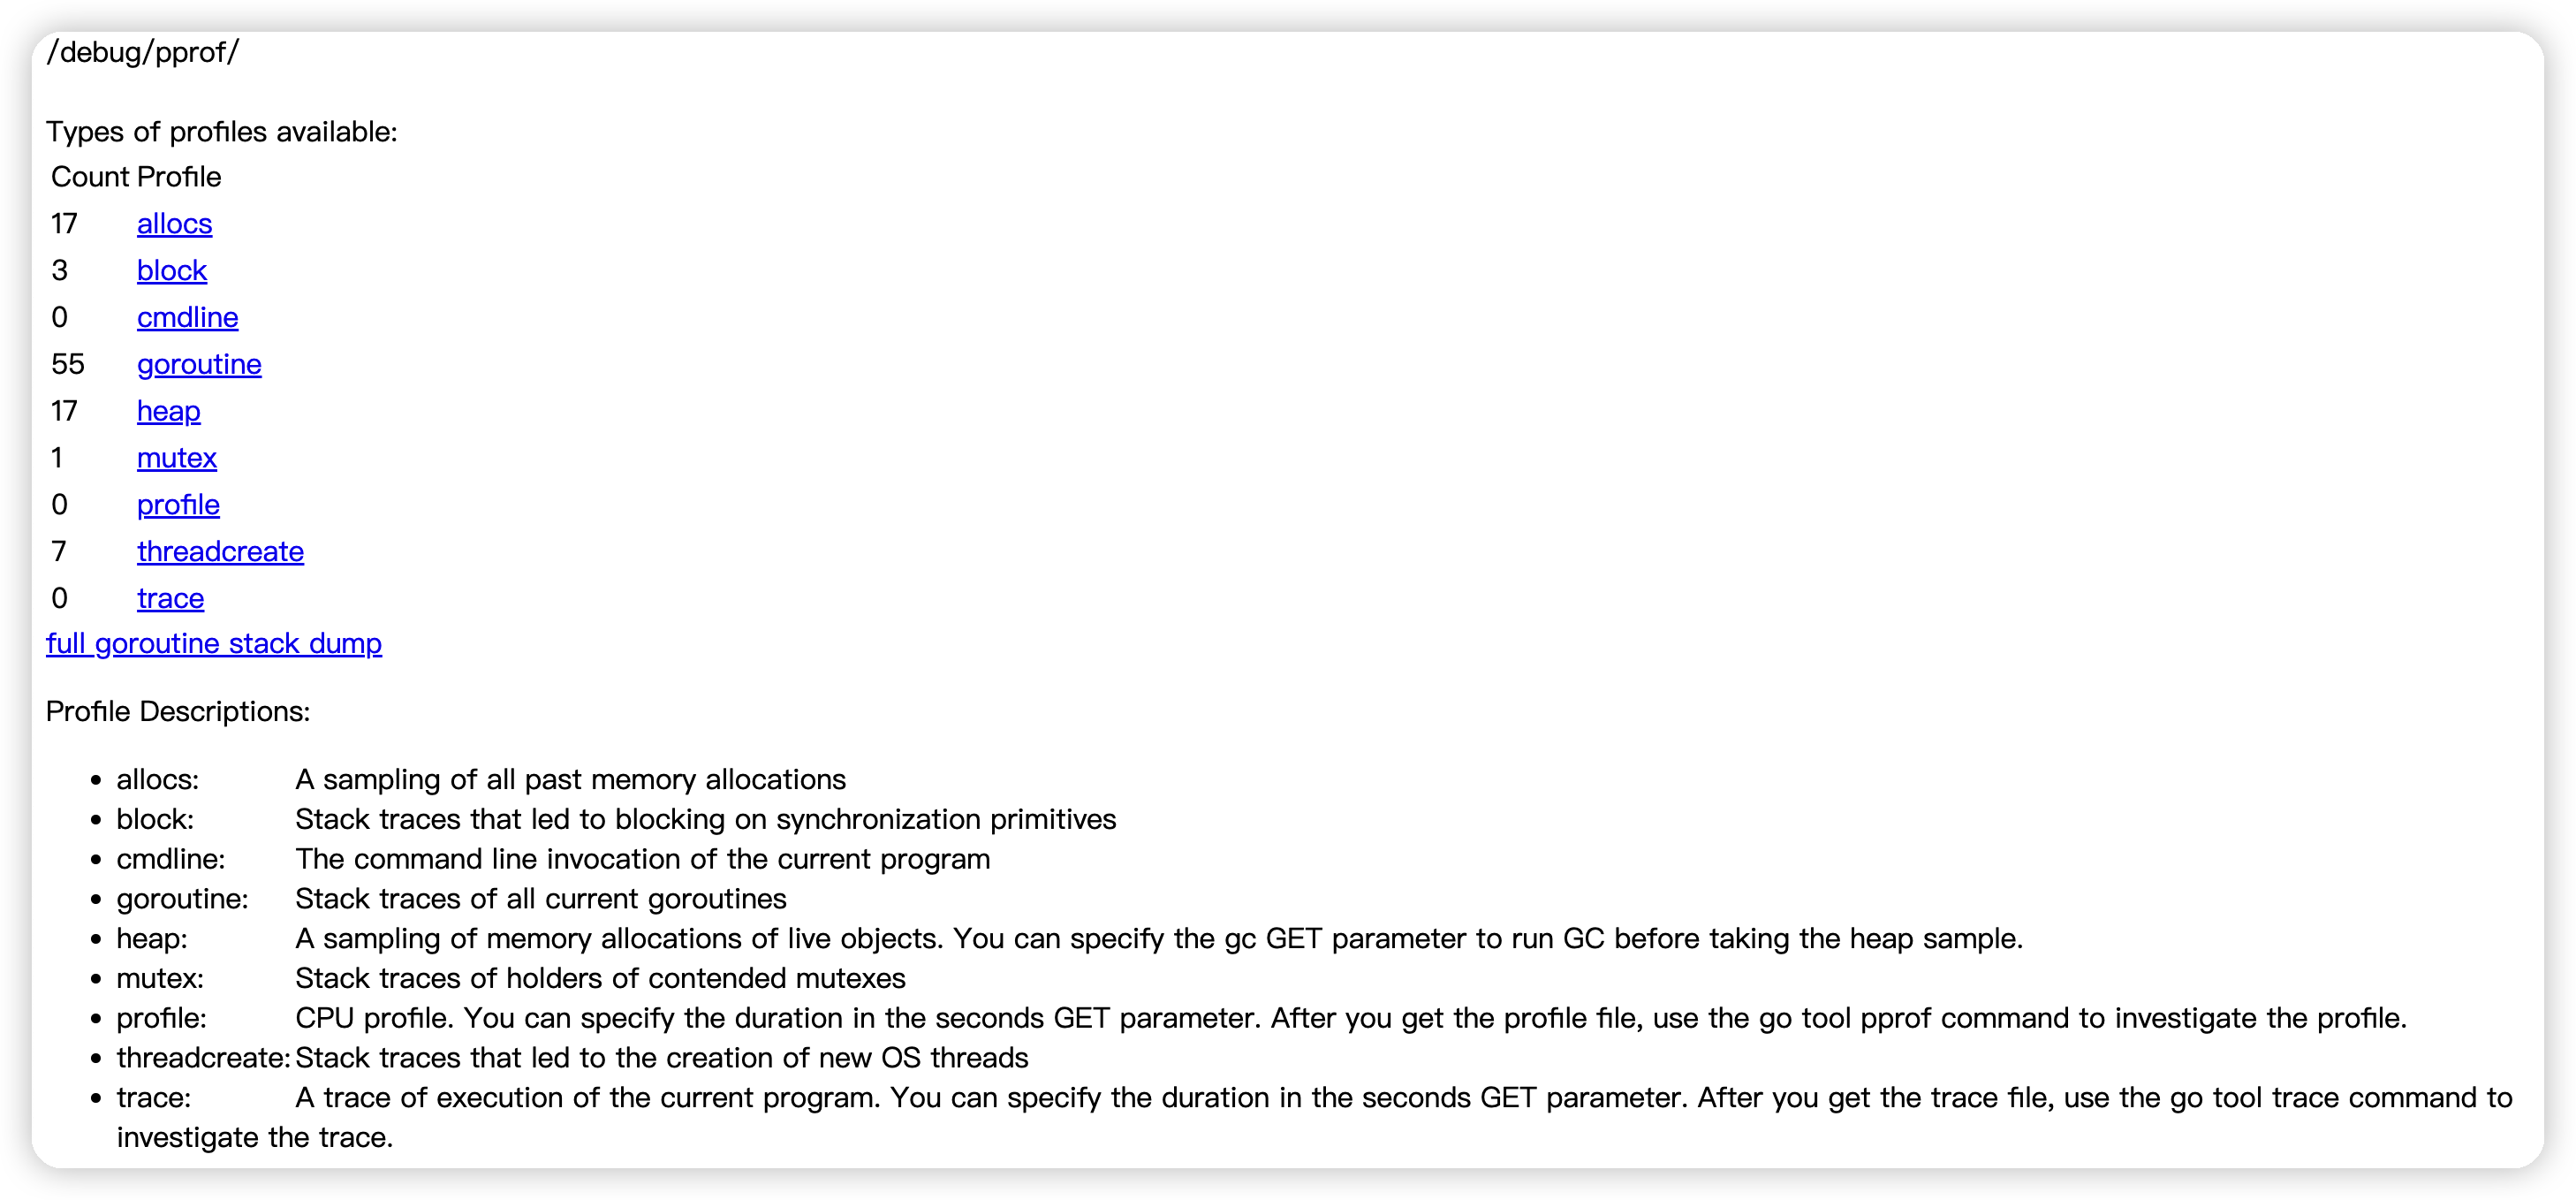 /debug/pprof/
Types of profiles available:
Count Profile
17 allocs
3 block
0 cmdline
55 goroutine
17 heap
1 mutex
0 profile
7 threadcreate
0 trace
full goroutine stack dump
Profile Descriptions:
• allocs: A sampling of all past memory allocations
• block: Stack traces that led to blocking on synchronization primitives
• cmdline: The command line invocation of the current program
• goroutine: Stack traces of all current goroutines
• heap: A sampling of memory allocations of live objects. You can specify the gc GET parameter to run GC before taking the heap sample.
• mutex: Stack traces of holders of contended mutexes
• profile: CPU profile. You can specify the duration in the seconds GET parameter. After you get the profile file, use the go tool pprof command to investigate the profile.
• threadcreate: Stack traces that led to the creation of new OS threads
• trace: A trace of execution of the current program. You can specify the duration in the seconds GET parameter. After you get the trace file, use the go tool trace command to
investigate the trace.